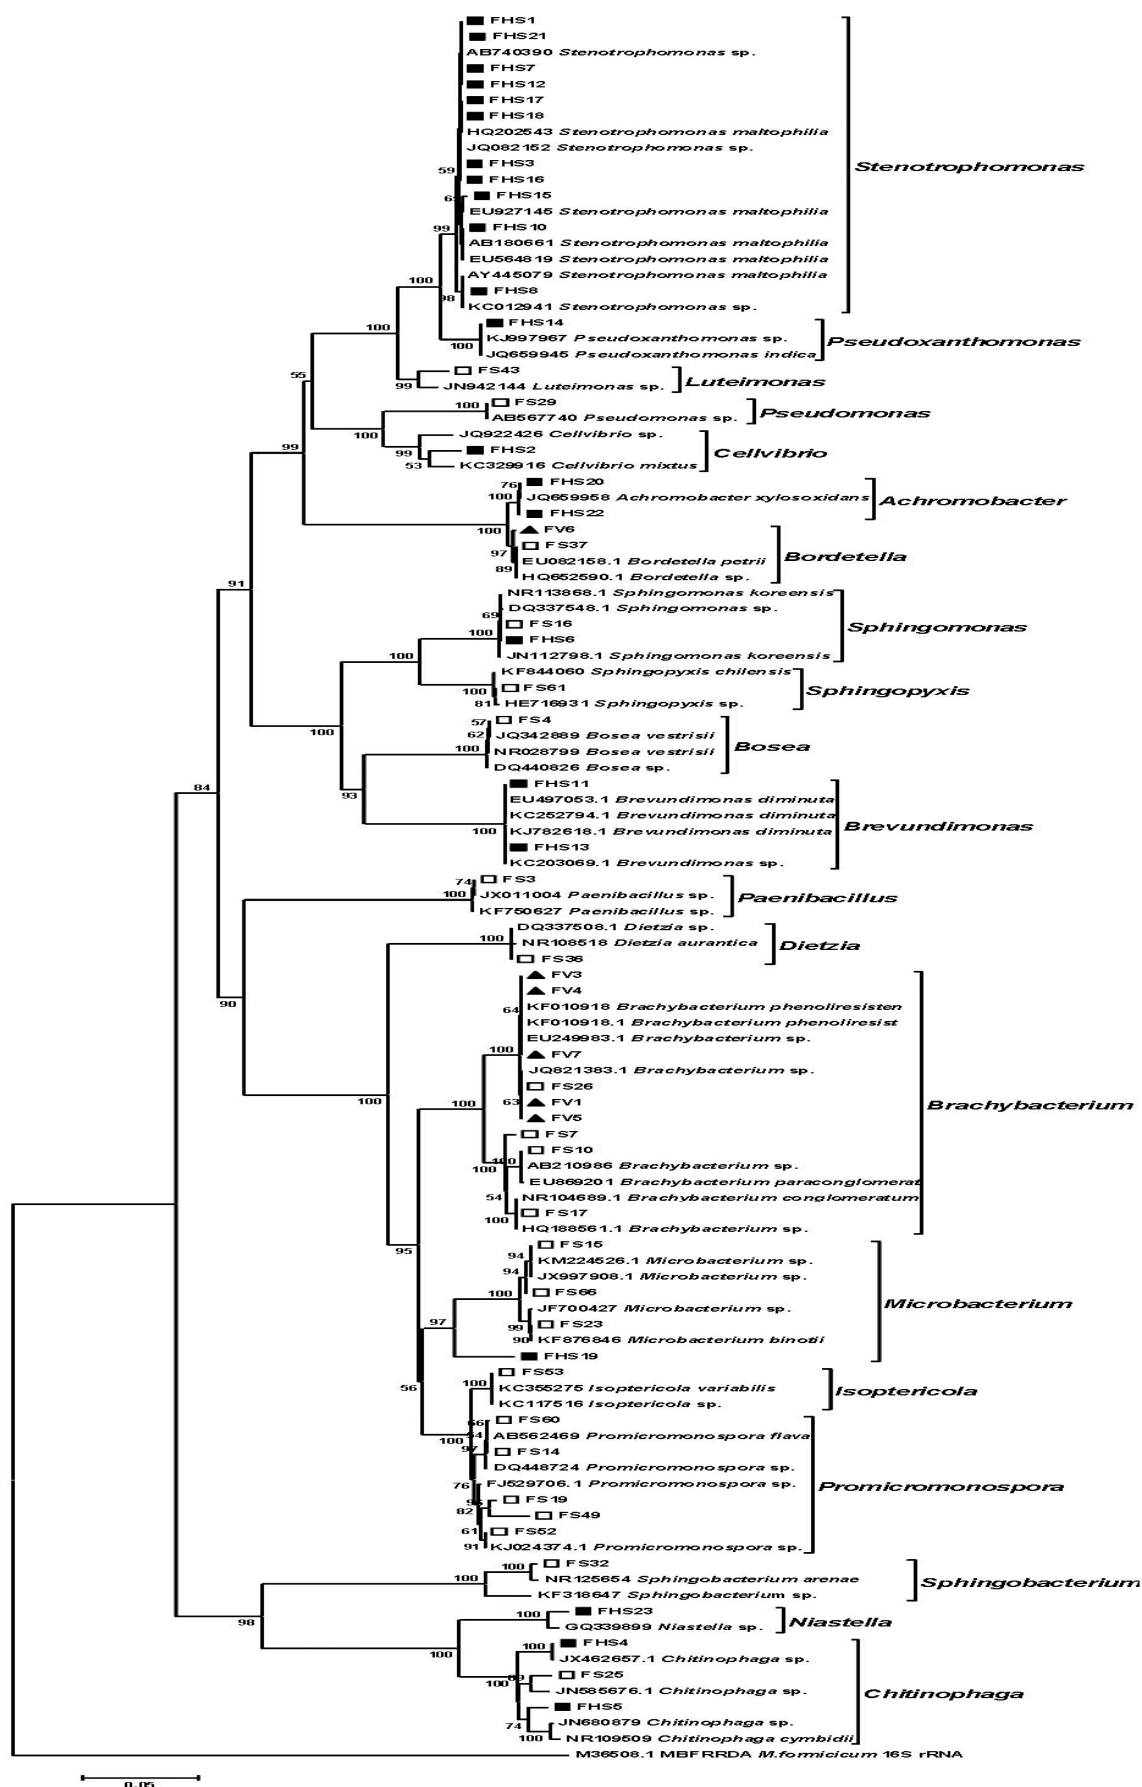 FHS1
FHS21
AB740390 Stenotrophomonas sp.
FHS7
FHS12
FHS17
FHS18
HQ202543 Stenotrophomonas maltophilia
JQ082152 Stenotrophomonas sp.
Stenotrophomonas
FHS3
59
FHS16
FHS15
EU927145 Stenotrophomonas maltophilia
99
FHS10
AB180661 Stenotrophomonas maltophilia
EU564819 Stenotrophomonas maltophilia
AY445079 Stenotrophomonas maltophilia
100
FHS8
98
KC012941 Stenotrophomonas sp.
FHS14
100
KJ997967 Pseudoxanthomonas sp.
Pseudoxanthomonas
100
JQ659945 Pseudoxanthomonas indica
FS43
55
Luteimonas
99
JN942144 Luteimonas sp.
FS29
100
Pseudomonas
AB567740 Pseudomonas sp.
100
JQ922426 Cellvibrio sp.
FHS2
99
Cellvibrio
53
KC329916 Cellvibrio mixtus
99
FHS20
76
100
JQ659958 Achromobacter xylosoxidans
Achromobacter
FHS22
100
FV6
FS37
97
Bordetella
EU082158.1 Bordetella petrii
89
HQ652590.1 Bordetella sp.
91
NR113868.1 Sphingomonas koreensis
DQ337548.1 Sphingomonas sp.
69
FS16
Sphingomonas
100
FHS6
100
JN112798.1 Sphingomonas koreensis
KF844060 Sphingopyxis chilensis
100
FS61
Sphingopyxis
81
HE716931 Sphingopyxis sp.
57
FS4
100
62
JQ342889 Bosea vestrisii
100
NR028799 Bosea vestrisii
Bosea
DQ440826 Bosea sp.
84
93
FHS11
EU497053.1 Brevundimonas diminuta
KC252794.1 Brevundimonas diminuta
100
KJ782618.1 Brevundimonas diminuta
Brevundimonas
FHS13
KC203069.1 Brevundimonas sp.
74
FS3
100
JX011004 Paenibacillus sp.
Paenibacillus
KF750627 Paenibacillus sp.
DQ337508.1 Dietzia sp.
100
NR108518 Dietzia aurantica
Dietzia
FS36
FV3
FV4
90
64
KF010918 Brachybacterium phenoliresisten
KF010918.1 Brachybacterium phenoliresist
EU249983.1 Brachybacterium sp.
100
FV7
JQ821383.1 Brachybacterium sp.
FS26
100
100
63
FV1
Brachybacterium
FV5
FS7
FS10
100
100
AB210986 Brachybacterium sp.
EU869201 Brachybacterium paraconglomerat
54
NR104689.1 Brachybacterium conglomeratum
100
FS17
HQ188561.1 Brachybacterium sp.
95
FS15
94
KM224526.1 Microbacterium sp.
94
JX997908.1 Microbacterium sp.
100
FS66
Microbacterium
JF700427 Microbacterium sp.
97
99
FS23
90
KF876846 Microbacterium binotii
FHS19
FS53
56
100
KC355275 Isoptericola variabilis
Isoptericola
KC117516 Isoptericola sp.
FS60
AB562469 Promicromonospora flava
100
FS14
DQ448724 Promicromonospora sp.
76
FJ529706.1 Promicromonospora sp.
Promicromonospora
FS19
82
FS49
61
FS52
91
KJ024374.1 Promicromonospora sp.
FS32
100
100
NR125654 Sphingobacterium arenae
Sphingobacterium
KF318647 Sphingobacterium sp.
98
100
FHS23
GQ339899 Niastella sp.
Niastella
100
100
FHS4
JX462657.1 Chitinophaga sp.
FS25
100
JN585676.1 Chitinophaga sp.
Chitinophaga
FHS5
74
JN680879 Chitinophaga sp.
100
NR109509 Chitinophaga cymbidii
M36508.1 MBFRRDA M.formicicum 16S rRNA
0.05